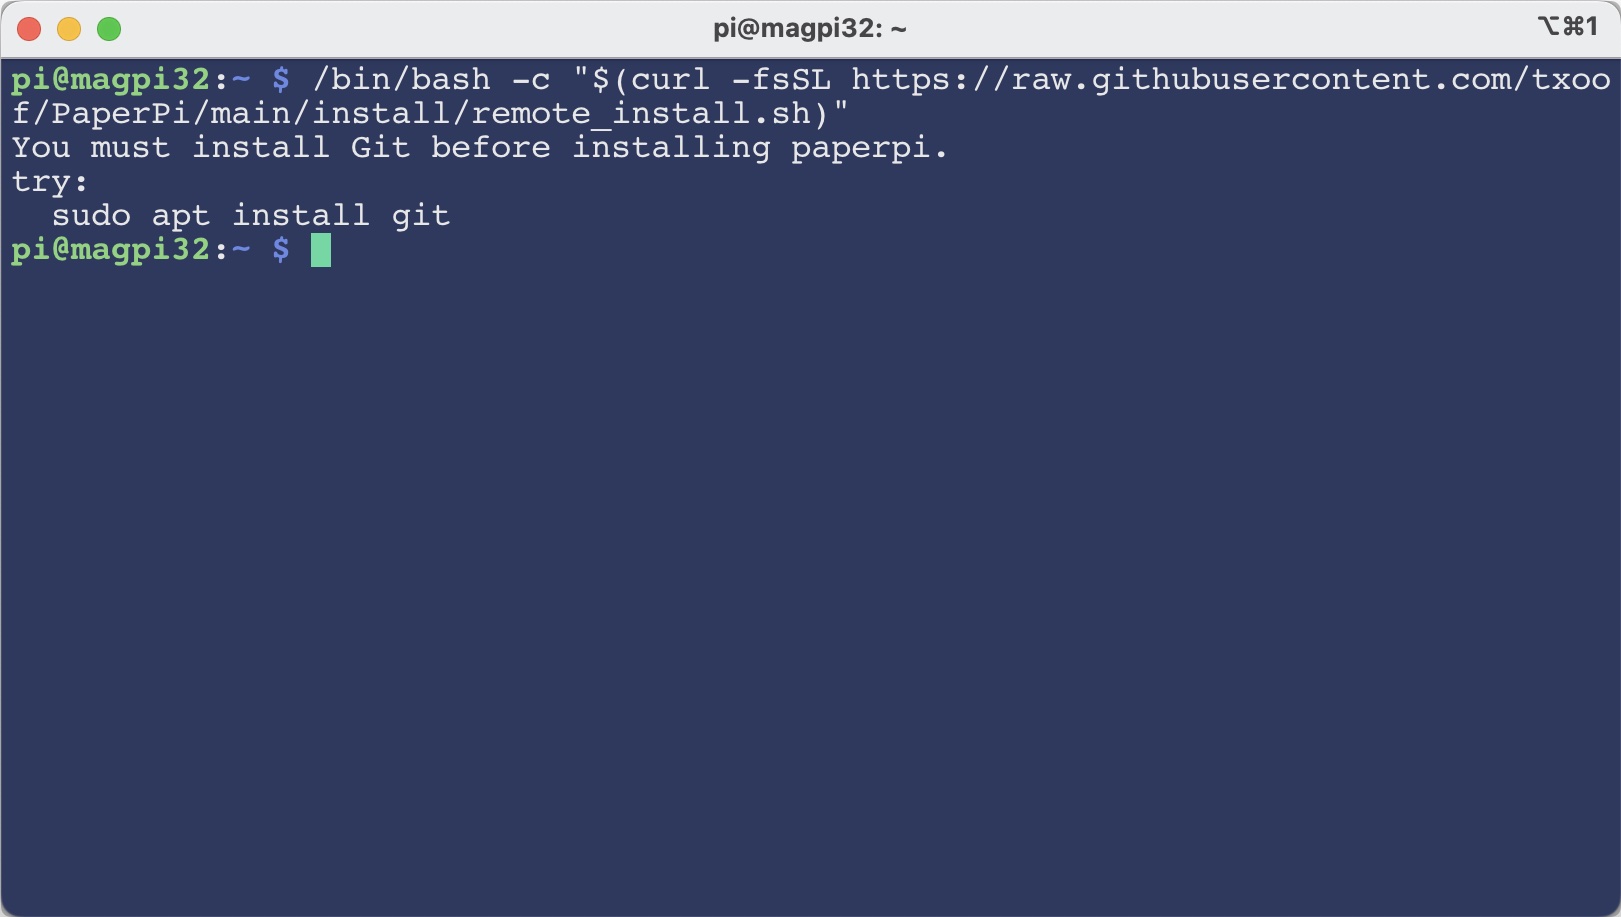 pi@magpi32: ~
⌥⌘1
pi@magpi32:~ $ /bin/bash -c "$(curl -fsSL https://raw.githubusercontent.com/txoo
f/PaperPi/main/install/remote_install.sh)"
You must install Git before installing paperpi.
try:
  sudo apt install git
pi@magpi32:~ $